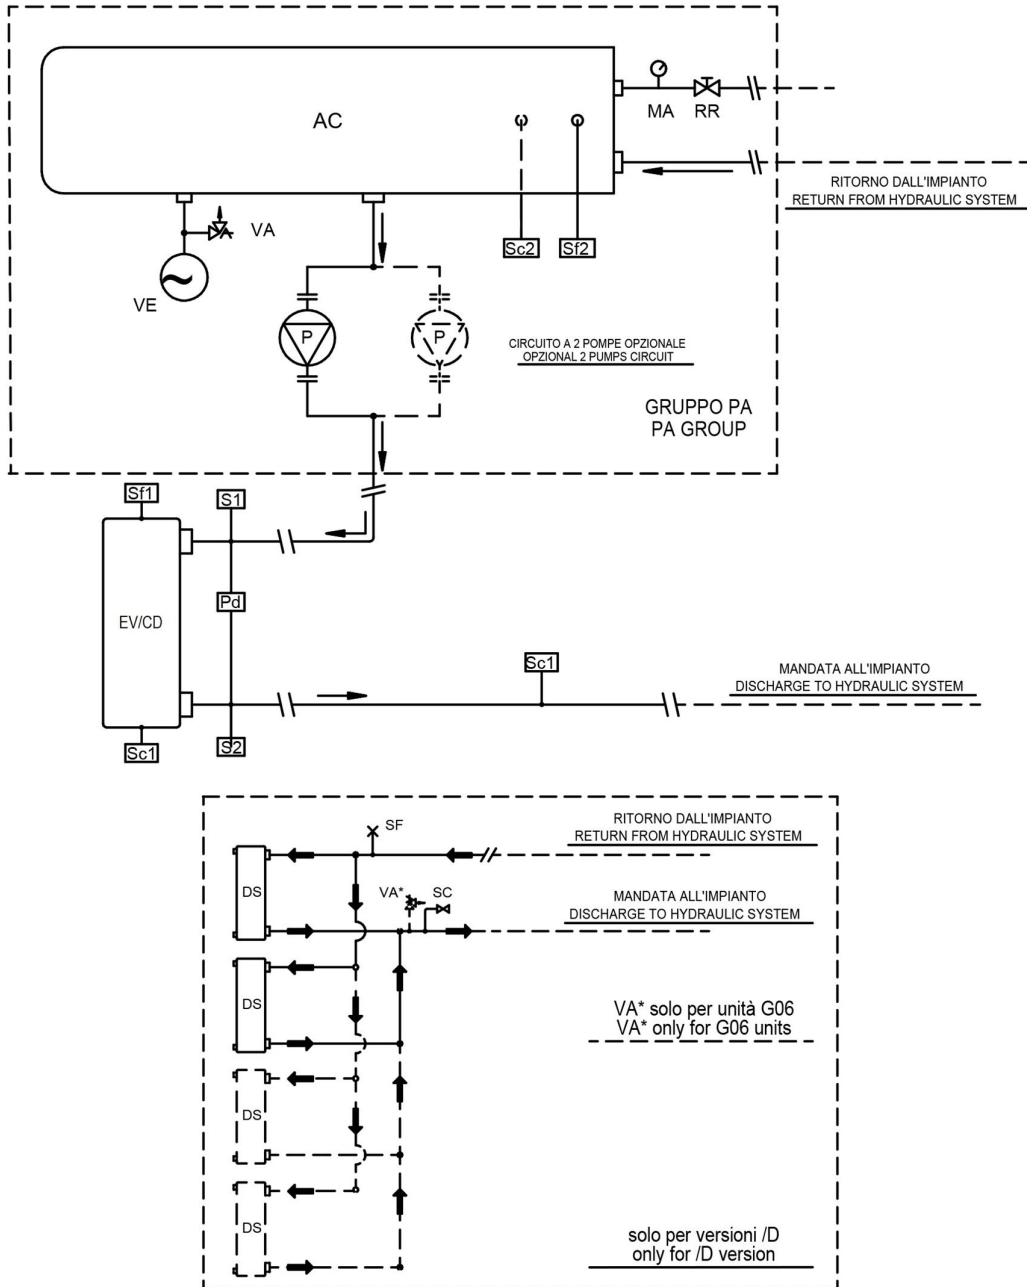 AC
MA
RR
RITORNO DALL'IMPIANTO
RETURN FROM HYDRAULIC SYSTEM
VA
Sc2
Sf2
VE
P
P
CIRCUITO A 2 POMPE OPZIONALE
OPZIONAL 2 PUMPS CIRCUIT
GRUPPO PA
PA GROUP
Sf1
S1
EV/CD
Pd
Sc1
MANDATA ALL'IMPIANTO
DISCHARGE TO HYDRAULIC SYSTEM
Sc1
S2
SF
RITORNO DALL'IMPIANTO
RETURN FROM HYDRAULIC SYSTEM
DS
VA*
SC
MANDATA ALL'IMPIANTO
DISCHARGE TO HYDRAULIC SYSTEM
DS
VA* solo per unità G06
VA* only for G06 units
DS
DS
solo per versioni /D
only for /D version